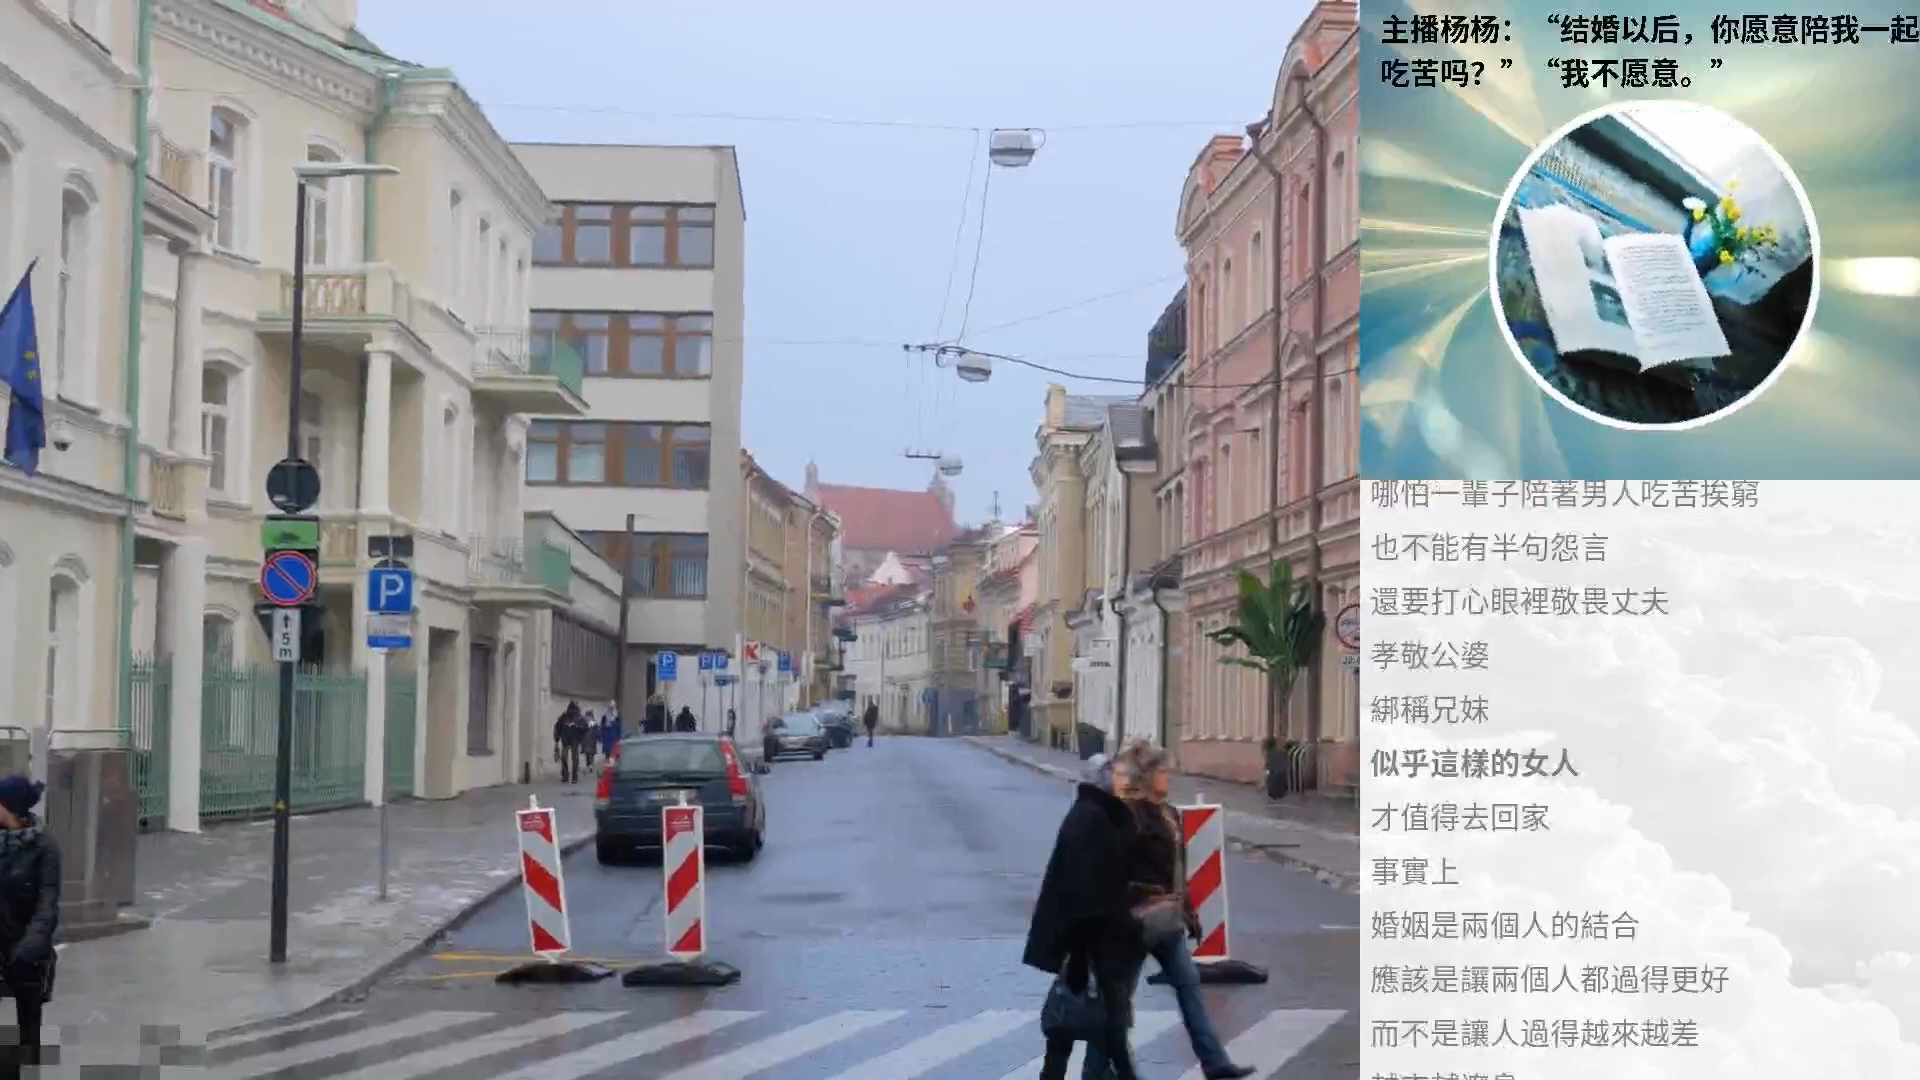 主播杨杨：“结婚以后，你愿意陪我一起
吃苦吗？”“我不愿意。”
哪怕一輩子陪著男人吃苦挨窮
也不能有半句怨言
還要打心眼裡敬畏丈夫
孝敬公婆
綁稱兄妹
似乎這樣的女人
才值得去回家
事實上
婚姻是兩個人的結合
應該是讓兩個人都過得更好
而不是讓人過得越來越差
P
5
m
P
P
P
K
P